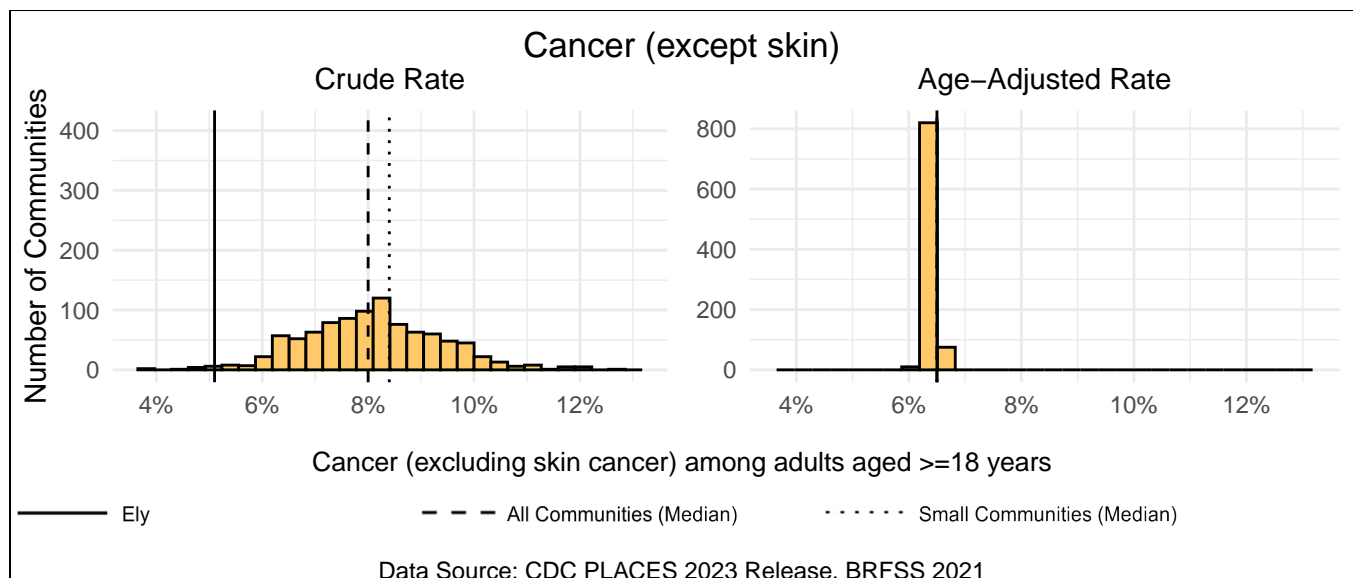 Cancer (except skin)
Crude Rate
Age−Adjusted Rate
Number of Communities
400
300
200
100
0
4%
6%
8%
10%
12%
800
600
400
200
0
4%
6%
8%
10%
12%
Cancer (excluding skin cancer) among adults aged >=18 years
Ely
All Communities (Median)
Small Communities (Median)
Data Source: CDC PLACES 2023 Release, BRFSS 2021